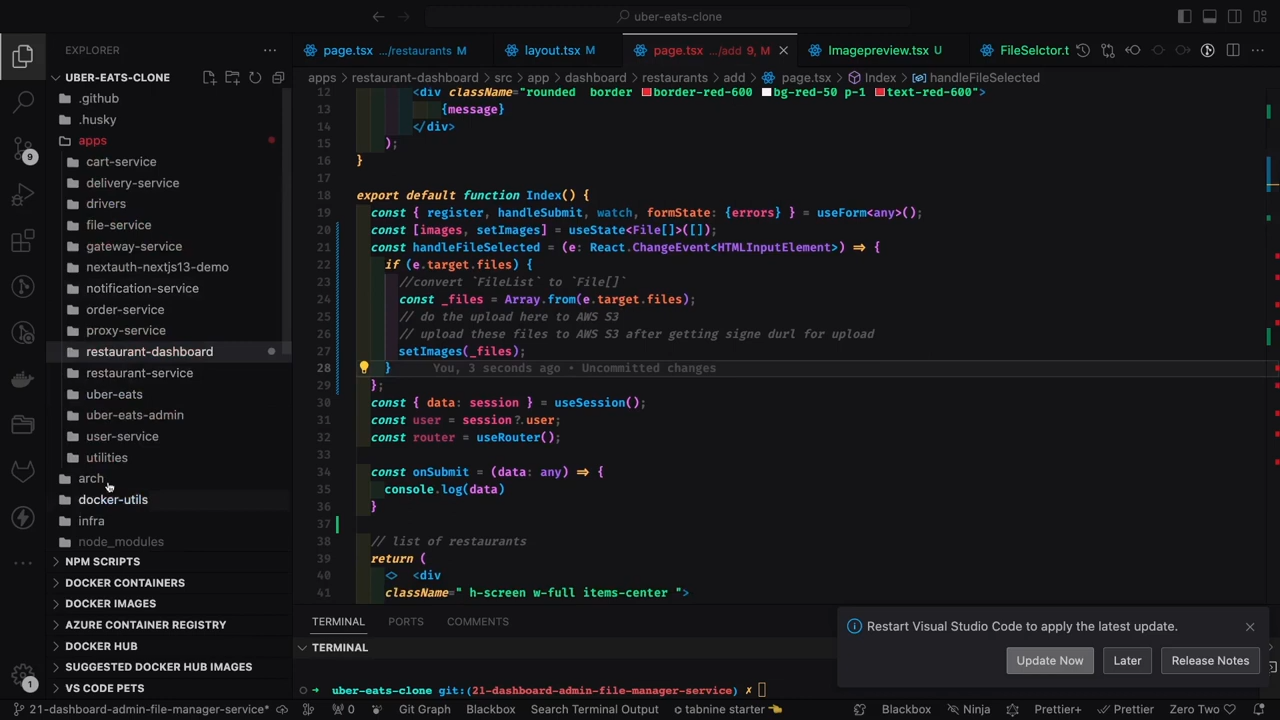 uber-eats-clone
EXPLORER
page.tsx .../restaurants M
layout.tsx M
page.tsx .../add 9, M
Imagepreview.tsx U
FileSelctor.t
UBER-EATS-CLONE
apps > restaurant-dashboard > src > app > dashboard > restaurants > add > page.tsx > Index > handleFileSelected
.github
.husky
apps
cart-service
delivery-service
drivers
file-service
gateway-service
nextauth-nextjs13-demo
notification-service
order-service
proxy-service
restaurant-dashboard
restaurant-service
uber-eats
uber-eats-admin
user-service
utilities
arch
docker-utils
infra
node_modules
NPM SCRIPTS
DOCKER CONTAINERS
DOCKER IMAGES
AZURE CONTAINER REGISTRY
DOCKER HUB
SUGGESTED DOCKER HUB IMAGES
VS CODE PETS
9
1
12 <div className="rounded  border border-red-600 bg-red-50 p-1 text-red-600">
13 {message}
14 </div>
15 );
16 }
17
18 export default function Index() {
19 const { register, handleSubmit, watch, formState: {errors} } = useForm<any>();
20 const [images, setImages] = useState<File[]>([]);
21 const handleFileSelected = (e: React.ChangeEvent<HTMLInputElement>) => {
22 if (e.target.files) {
23 //convert `FileList` to `File[]`
24 const _files = Array.from(e.target.files);
25 // do the upload here to AWS S3
26 // upload these files to AWS S3 after getting signe durl for upload
27 setImages(_files);
28 } You, 3 seconds ago • Uncommitted changes
29 };
30 const { data: session } = useSession();
31 const user = session?.user;
32 const router = useRouter();
33
34 const onSubmit = (data: any) => {
35 console.log(data)
36 }
37
38 // list of restaurants
39 return (
40 <> <div
41 className=" h-screen w-full items-center ">
TERMINAL PORTS COMMENTS
TERMINAL
uber-eats-clone git:(21-dashboard-admin-file-manager-service) ✗
Restart Visual Studio Code to apply the latest update.
Update Now
Later
Release Notes
21-dashboard-admin-file-manager-service* 0 Git Graph Blackbox Search Terminal Output tabnine starter Blackbox Ninja Prettier+ Prettier Zero Two